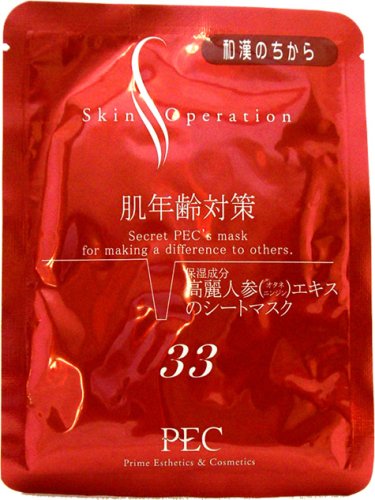 和漢のちから
Skin Operation
肌年齢対策
Secret PEC's mask
for making a difference to others.
保湿成分
高麗人参(オタネニンジン)エキス
のシートマスク
33
PEC
Prime Esthetics & Cosmetics